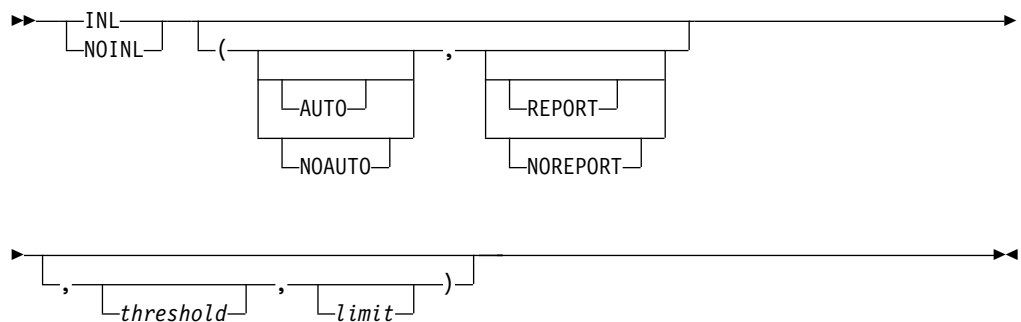 INL
NOINL ( ,
AUTO REPORT
NOAUTO NOREPORT
, , )
threshold limit